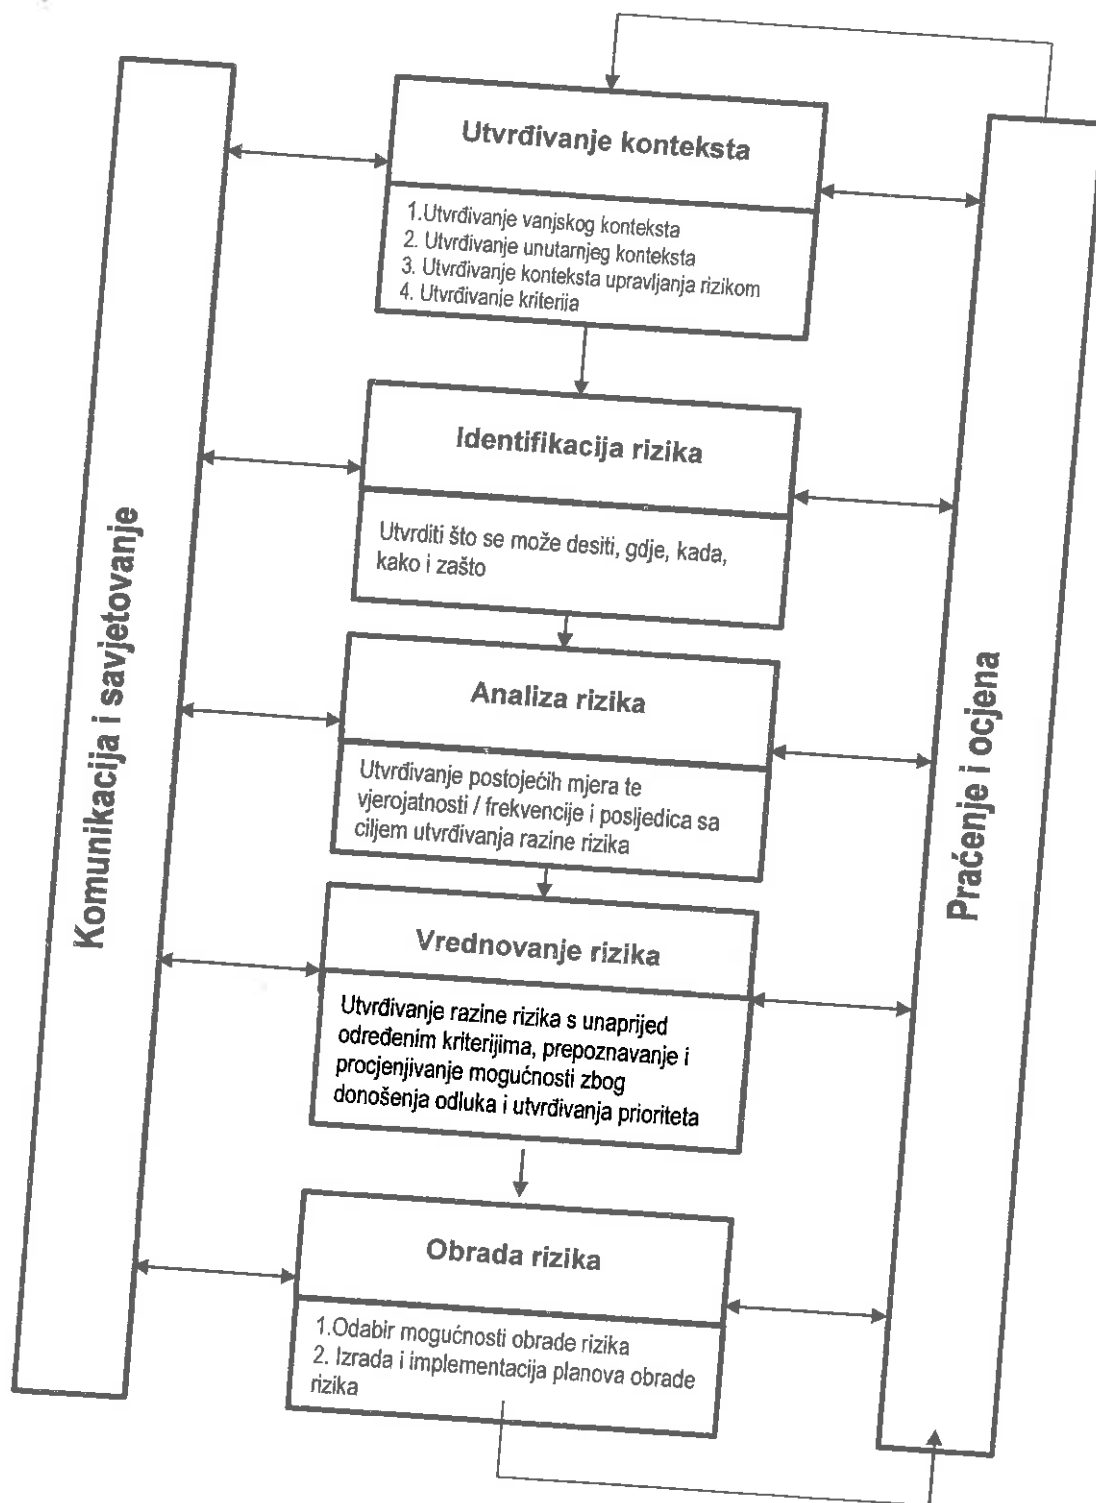 Komunikacija i savjetovanje
Utvrđivanje konteksta
1.Utvrđivanje vanjskog konteksta
2. Utvrđivanje unutarnjeg konteksta
3. Utvrđivanje konteksta upravljanja rizikom
4. Utvrđivanje kriterija
Identifikacija rizika
Utvrditi što se može desiti, gdje, kada,
kako i zašto
Analiza rizika
Utvrđivanje postojećih mjera te
vjerojatnosti / frekvencije i posljedica sa
ciljem utvrđivanja razine rizika
Vrednovanje rizika
Utvrđivanje razine rizika s unaprijed
određenim kriterijima, prepoznavanje i
procjenjivanje mogućnosti zbog
donošenja odluka i utvrđivanja prioriteta
Obrada rizika
1.Odabir mogućnosti obrade rizika
2. Izrada i implementacija planova obrade
rizika
Praćenje i ocjena